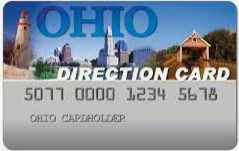 OHIO
DIRECTION CARD
5077 0000 1234 5678
OHIO CARDHOLDER